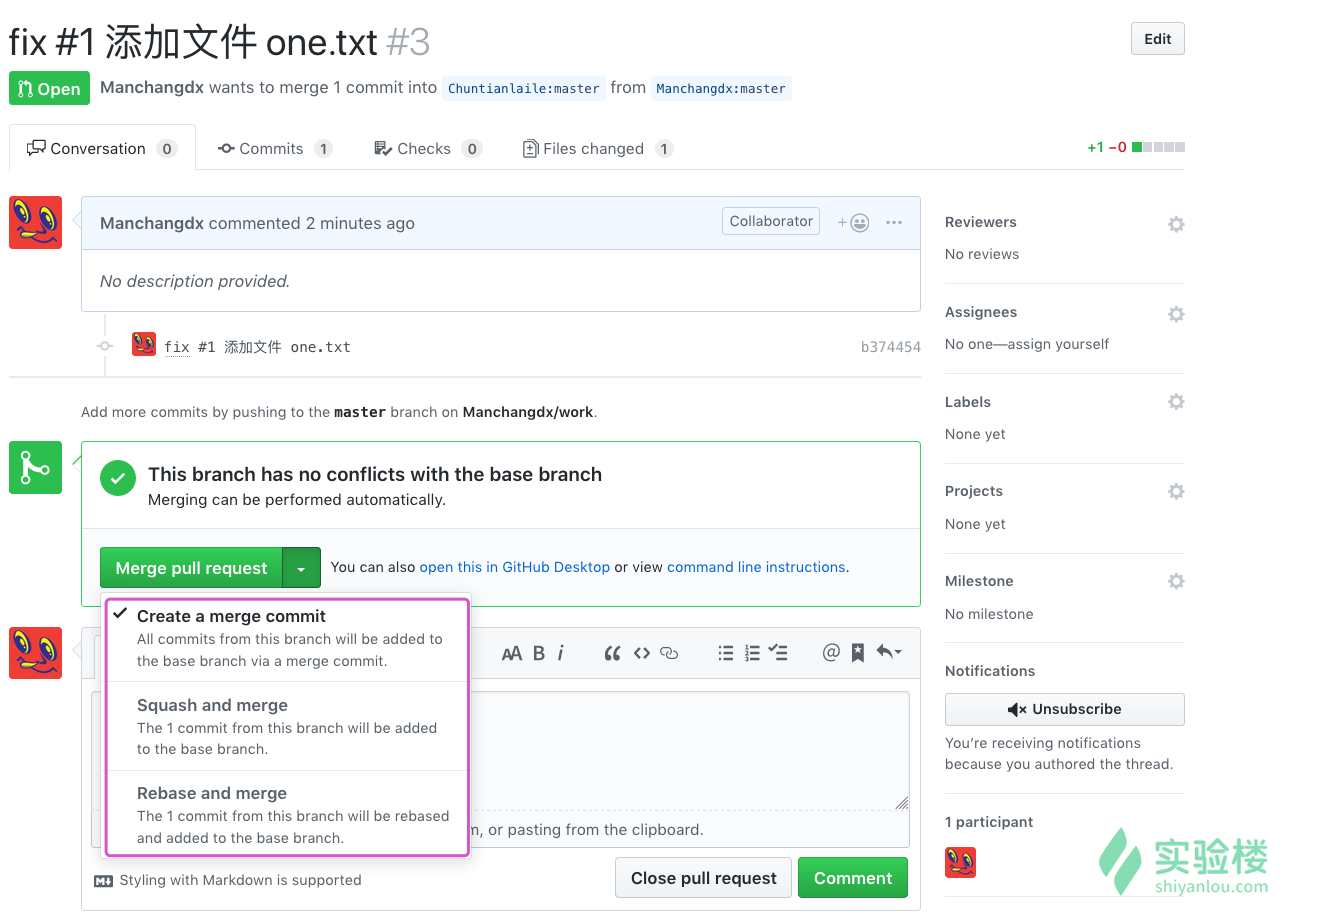 fix #1 添加文件 one.txt #3
Edit
Open
Manchangdx wants to merge 1 commit into Chuntianlaile:master from Manchangdx:master
Conversation 0
Commits 1
Checks 0
Files changed 1
+1 −0
Manchangdx commented 2 minutes ago
Collaborator
No description provided.
fix #1 添加文件 one.txt
b374454
Add more commits by pushing to the master branch on Manchangdx/work.
This branch has no conflicts with the base branch
Merging can be performed automatically.
Merge pull request
You can also open this in GitHub Desktop or view command line instructions.
Create a merge commit
All commits from this branch will be added to
the base branch via a merge commit.
Squash and merge
The 1 commit from this branch will be added
to the base branch.
Rebase and merge
The 1 commit from this branch will be rebased
and added to the base branch.
AA B i
, or pasting from the clipboard.
Styling with Markdown is supported
Close pull request
Comment
Reviewers
No reviews
Assignees
No one—assign yourself
Labels
None yet
Projects
None yet
Milestone
No milestone
Notifications
Unsubscribe
You’re receiving notifications
because you authored the thread.
1 participant
实验楼
shiyanlou.com